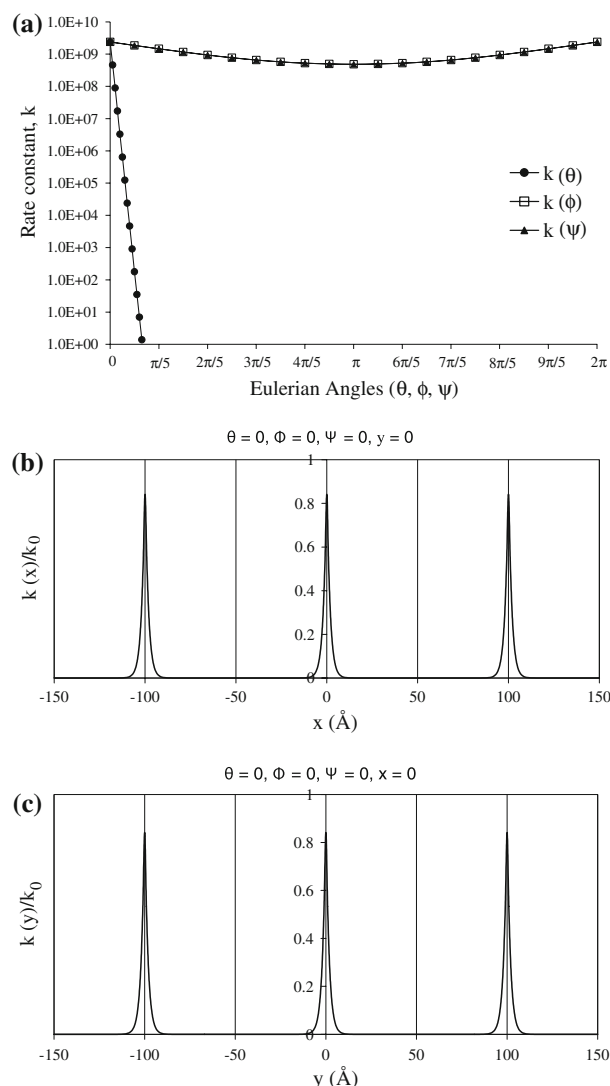 (a)
1.0E+10
1.0E+09
1.0E+08
1.0E+07
1.0E+06
1.0E+05
1.0E+04
1.0E+03
1.0E+02
1.0E+01
1.0E+00
Rate constant, k
k (θ)
k (ϕ)
k (ψ)
0 π/5 2π/5 3π/5 4π/5 π 6π/5 7π/5 8π/5 9π/5 2π
Eulerian Angles (θ, ϕ, ψ)
(b)
θ = 0, Φ = 0, Ψ = 0, y = 0
1
0.8
0.6
0.4
0.2
0
k (x)/k₀
-150 -100 -50 0 50 100 150
x (Å)
(c)
θ = 0, Φ = 0, Ψ = 0, x = 0
1
0.8
0.6
0.4
0.2
0
k (y)/k₀
-150 -100 -50 0 50 100 150
y (Å)